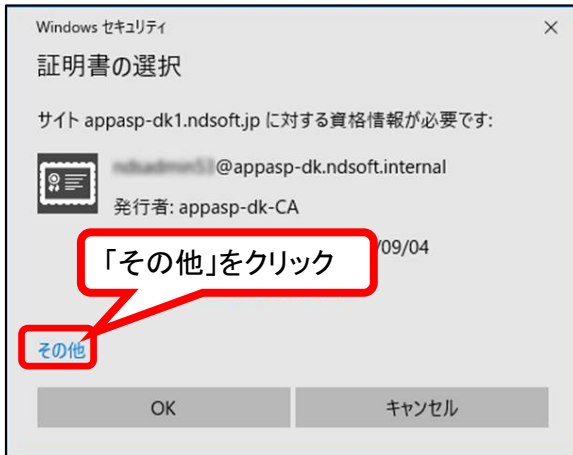 Windows セキュリティ
証明書の選択
サイト appasp-dk1.ndsoft.jp に対する資格情報が必要です:
@appasp-dk.ndsoft.internal
発行者: appasp-dk-CA
/09/04
「その他」をクリック
その他
OK
キャンセル